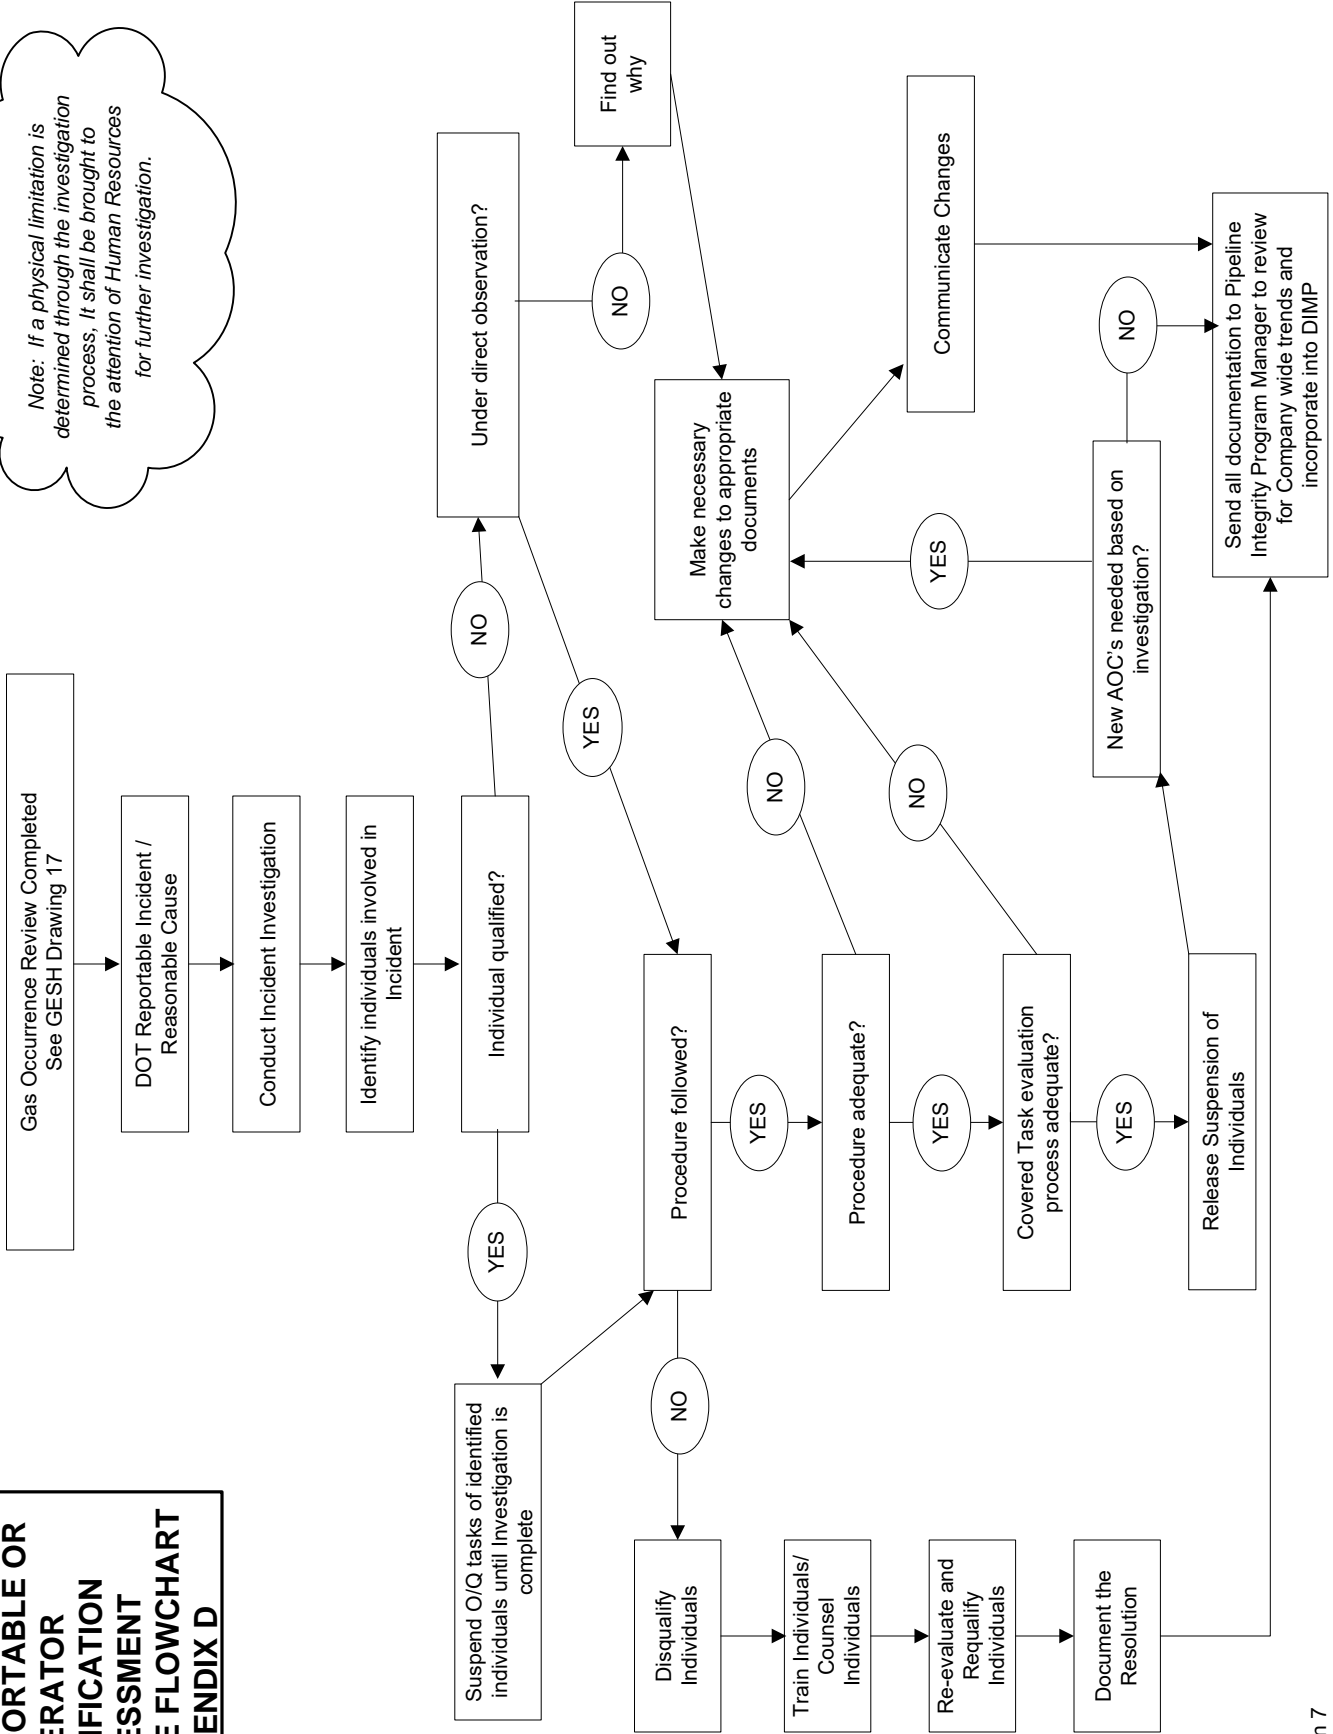 ORTABLE OR
ERATOR
IFICATION
ESSMENT
E FLOWCHART
ENDIX D
Gas Occurrence Review Completed
See GESH Drawing 17
Note: If a physical limitation is
determined through the investigation
process, It shall be brought to
the attention of Human Resources
for further investigation.
DOT Reportable Incident /
Reasonable Cause
Conduct Incident Investigation
Identify individuals involved in
Incident
Individual qualified?
YES
NO
Under direct observation?
Suspend O/Q tasks of identified
individuals until Investigation is
complete
YES
NO
Find out
why
Procedure followed?
NO
YES
Make necessary
changes to appropriate
documents
Disqualify
Individuals
Procedure adequate?
NO
YES
Communicate Changes
Train Individuals/
Counsel
Individuals
Covered Task evaluation
process adequate?
NO
YES
YES
Re-evaluate and
Requalify
Individuals
New AOC's needed based on
investigation?
NO
Document the
Resolution
Release Suspension of
Individuals
Send all documentation to Pipeline
Integrity Program Manager to review
for Company wide trends and
incorporate into DIMP
7